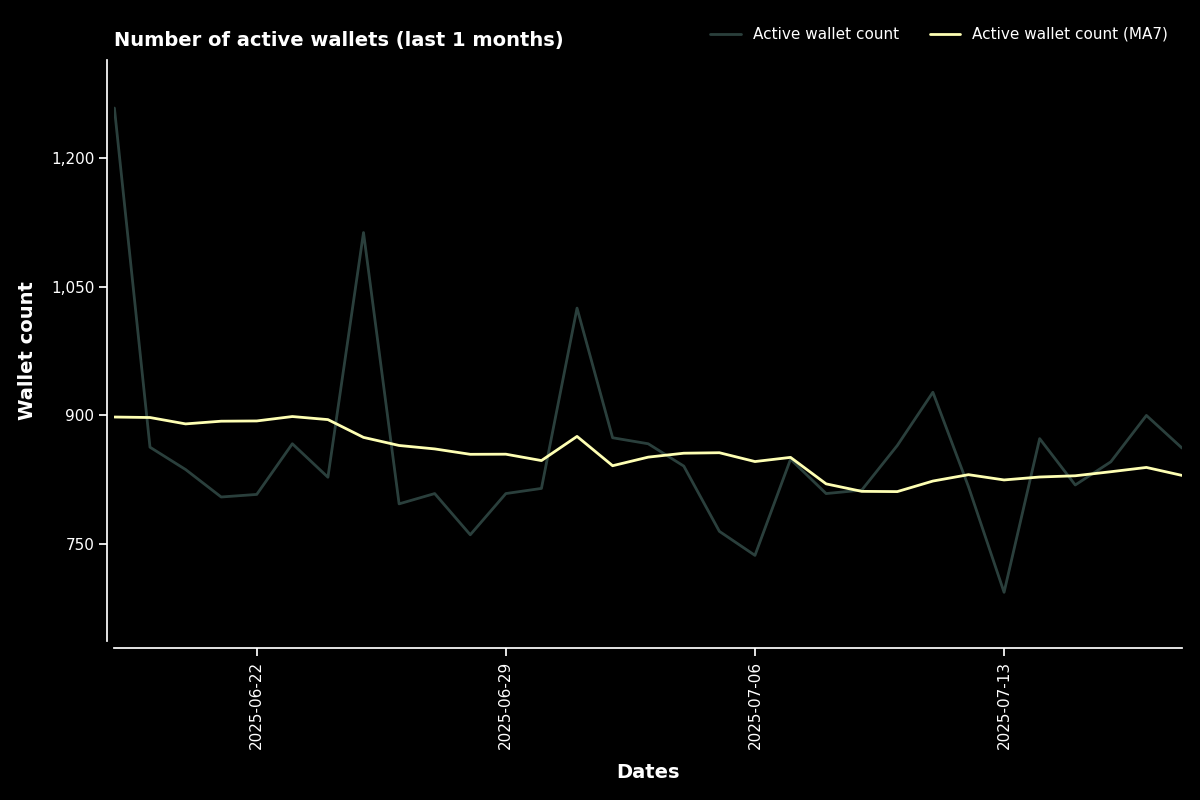 Number of active wallets (last 1 months)
Active wallet count
Active wallet count (MA7)
Wallet count
1,200
1,050
900
750
2025-06-22
2025-06-29
2025-07-06
2025-07-13
Dates